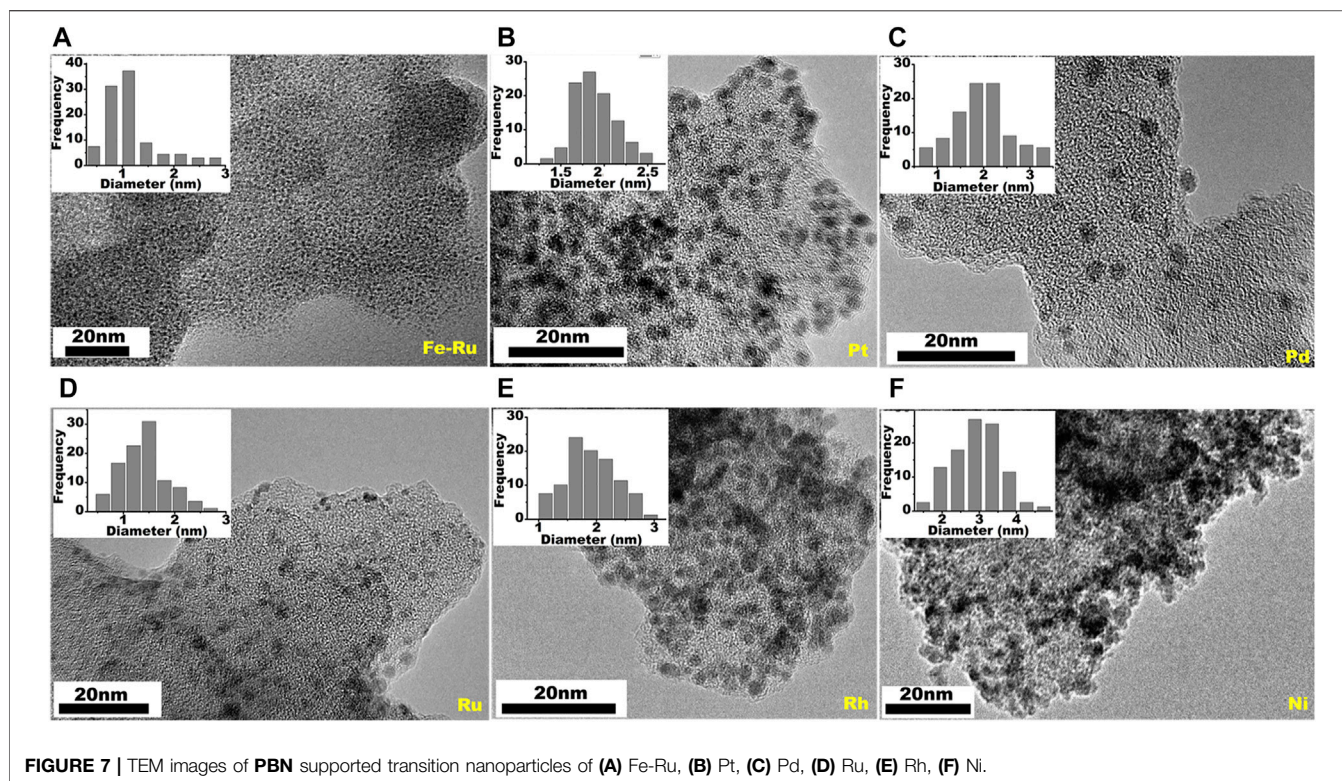 A
B
C
Frequency
40
30
20
10
0
1
2
3
Diameter (nm)
20nm
Fe-Ru
Frequency
30
20
10
0
1.5
2
2.5
Diameter (nm)
20nm
Pt
Frequency
30
20
10
0
1
2
3
Diameter (nm)
20nm
Pd
D
E
F
Frequency
30
20
10
0
1
2
3
Diameter (nm)
20nm
Ru
Frequency
30
20
10
0
1
2
3
Diameter (nm)
20nm
Rh
Frequency
20
10
0
2
3
4
Diameter (nm)
20nm
Ni
FIGURE 7 | TEM images of PBN supported transition nanoparticles of (A) Fe-Ru, (B) Pt, (C) Pd, (D) Ru, (E) Rh, (F) Ni.